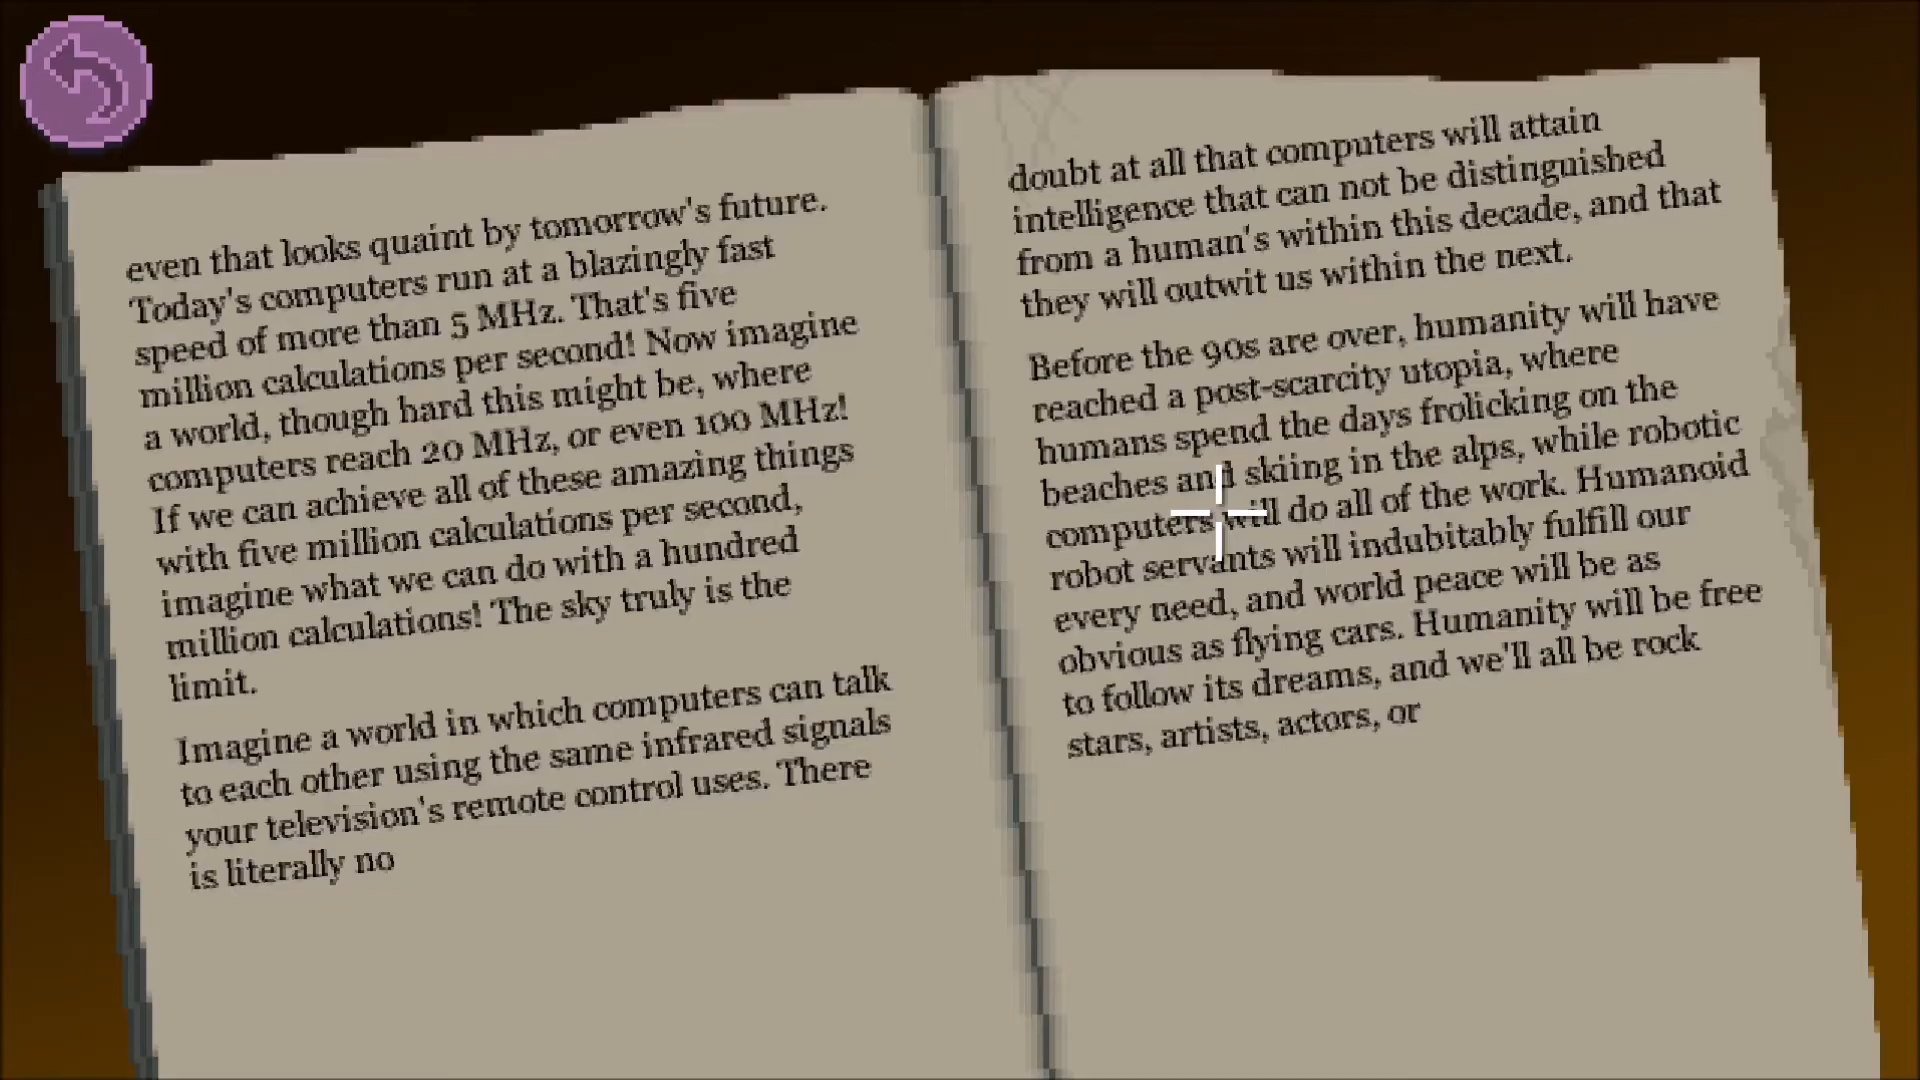 even that looks quaint by tomorrow's future.
Today's computers run at a blazingly fast
speed of more than 5 MHz. That's five
million calculations per second! Now imagine
a world, though hard this might be, where
computers reach 20 MHz, or even 100 MHz!
If we can achieve all of these amazing things
with five million calculations per second,
imagine what we can do with a hundred
million calculations! The sky truly is the
limit.
Imagine a world in which computers can talk
to each other using the same infrared signals
your television's remote control uses. There
is literally no
doubt at all that computers will attain
intelligence that can not be distinguished
from a human's within this decade, and that
they will outwit us within the next.
Before the 90s are over, humanity will have
reached a post-scarcity utopia, where
humans spend the days frolicking on the
beaches and skiing in the alps, while robotic
computers will do all of the work. Humanoid
robot servants will indubitably fulfill our
every need, and world peace will be as
obvious as flying cars. Humanity will be free
to follow its dreams, and we'll all be rock
stars, artists, actors, or